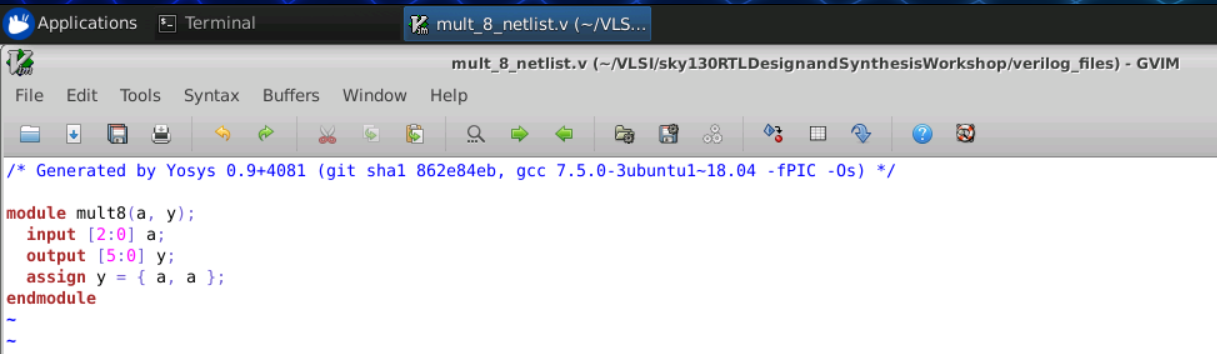 Applications Terminal mult_8_netlist.v (~/VLS...
mult_8_netlist.v (~/VLSI/sky130RTLDesignandSynthesisWorkshop/verilog_files) - GVIM
File Edit Tools Syntax Buffers Window Help
/* Generated by Yosys 0.9+4081 (git sha1 862e84eb, gcc 7.5.0-3ubuntu1~18.04 -fPIC -Os) */
module mult8(a, y);
  input [2:0] a;
  output [5:0] y;
  assign y = { a, a };
endmodule
~
~